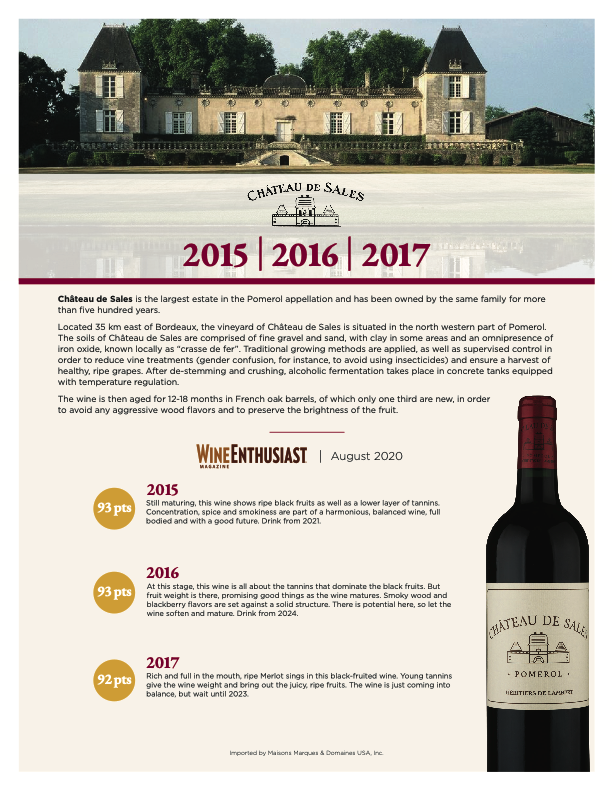 CHÂTEAU DE SALES
2015 | 2016 | 2017
Château de Sales is the largest estate in the Pomerol appellation and has been owned by the same family for more
than five hundred years.
Located 35 km east of Bordeaux, the vineyard of Château de Sales is situated in the north western part of Pomerol.
The soils of Château de Sales are comprised of fine gravel and sand, with clay in some areas and an omnipresence of
iron oxide, known locally as "crasse de fer". Traditional growing methods are applied, as well as supervised control in
order to reduce vine treatments (gender confusion, for instance, to avoid using insecticides) and ensure a harvest of
healthy, ripe grapes. After de-stemming and crushing, alcoholic fermentation takes place in concrete tanks equipped
with temperature regulation.
The wine is then aged for 12-18 months in French oak barrels, of which only one third are new, in order
to avoid any aggressive wood flavors and to preserve the brightness of the fruit.
WINEENTHUSIAST
MAGAZINE
| August 2020
2015
93 pts
Still maturing, this wine shows ripe black fruits as well as a lower layer of tannins.
Concentration, spice and smokiness are part of a harmonious, balanced wine, full
bodied and with a good future. Drink from 2021.
2016
93 pts
At this stage, this wine is all about the tannins that dominate the black fruits. But
fruit weight is there, promising good things as the wine matures. Smoky wood and
blackberry flavors are set against a solid structure. There is potential here, so let the
wine soften and mature. Drink from 2024.
2017
92 pts
Rich and full in the mouth, ripe Merlot sings in this black-fruited wine. Young tannins
give the wine weight and bring out the juicy, ripe fruits. The wine is just coming into
balance, but wait until 2023.
CHÂTEAU DE SALES
· POMEROL ·
HÉRITIERS DE LAMBERT
Imported by Maisons Marques & Domaines USA, Inc.